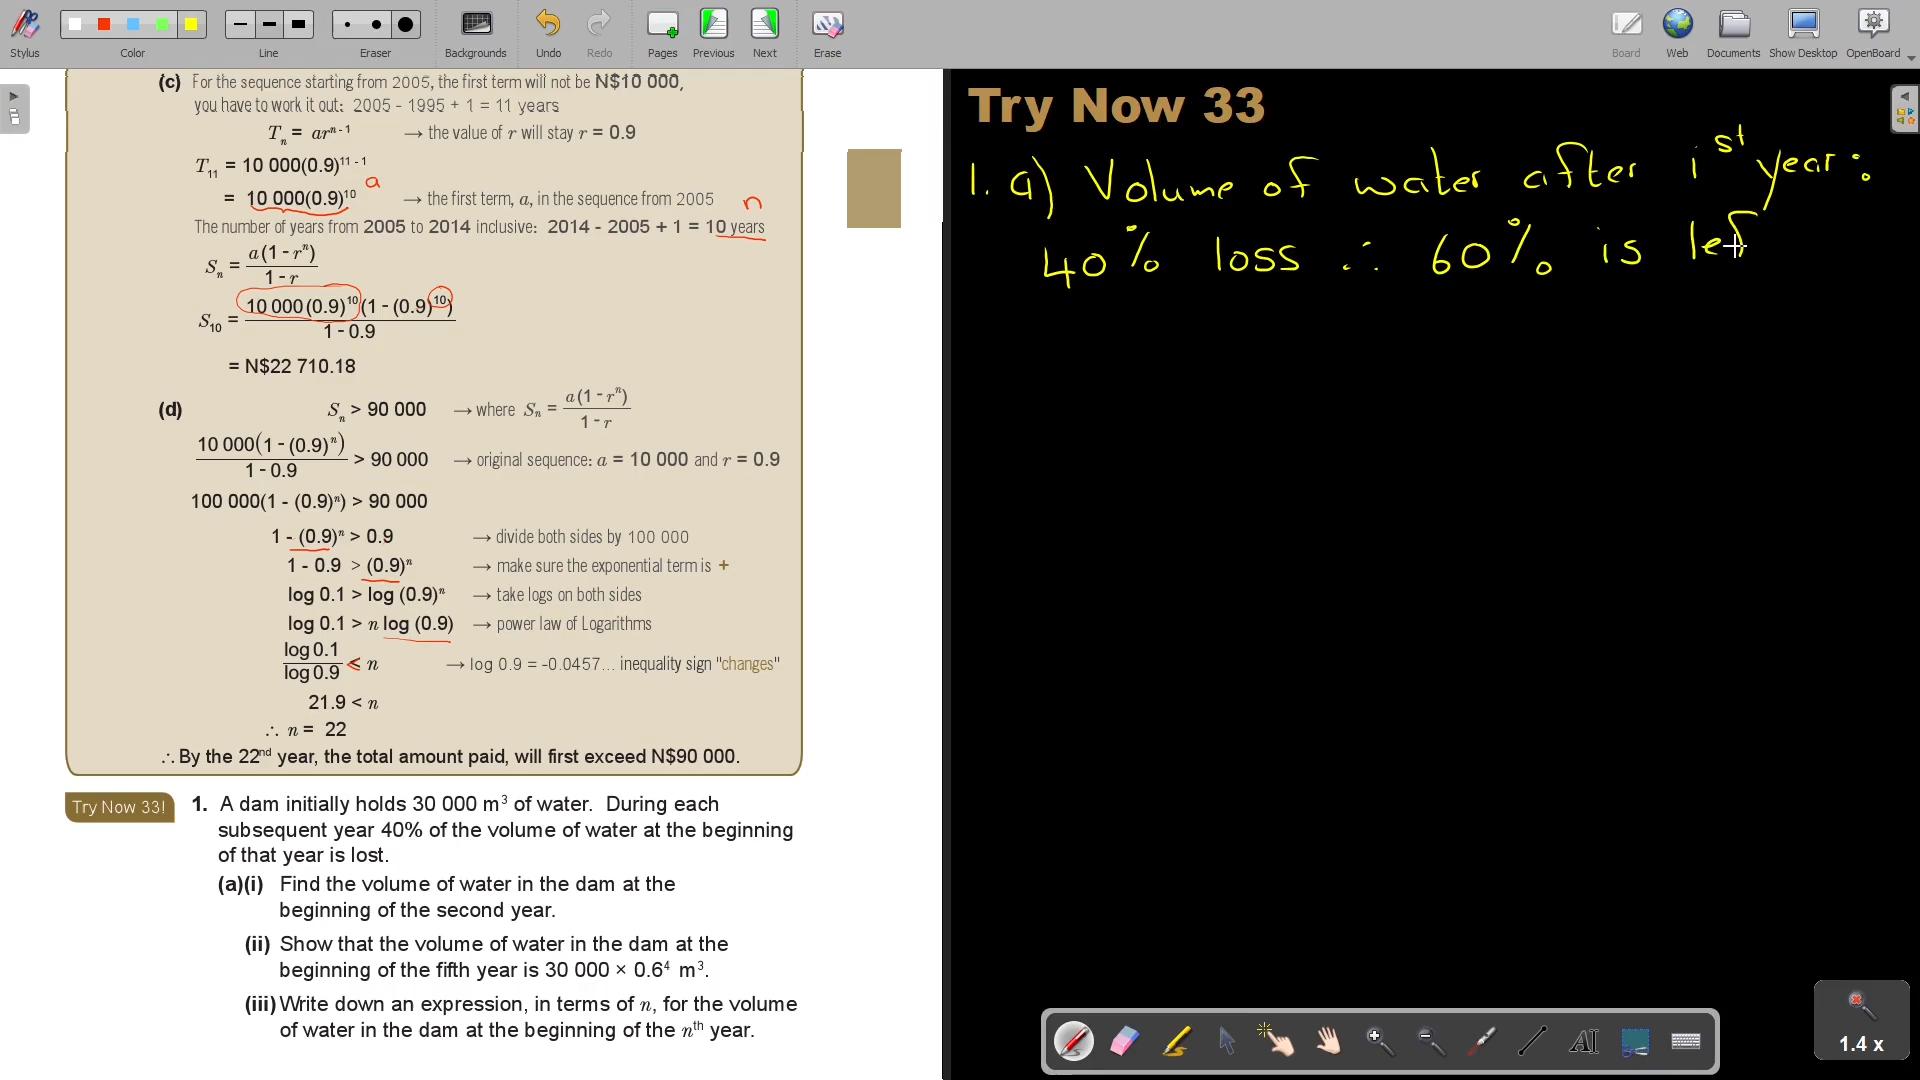 Stylus Color Line Eraser Backgrounds Undo Redo Pages Previous Next Erase Board Web Documents Show Desktop OpenBoard
(c) For the sequence starting from 2005, the first term will not be N$10 000,
you have to work it out: 2005 - 1995 + 1 = 11 years
Tₙ = arⁿ⁻¹ → the value of r will stay r = 0.9
T₁₁ = 10 000(0.9)¹¹⁻¹
a
= 10 000(0.9)¹⁰ → the first term, a, in the sequence from 2005
n
The number of years from 2005 to 2014 inclusive: 2014 - 2005 + 1 = 10 years
Sₙ = a(1 - rⁿ) / 1 - r
S₁₀ = 10 000(0.9)¹⁰(1 - (0.9)¹⁰) / 1 - 0.9
= N$22 710.18
(d) Sₙ > 90 000 → where Sₙ = a(1 - rⁿ) / 1 - r
10 000(1 - (0.9)ⁿ) / 1 - 0.9 > 90 000 → original sequence: a = 10 000 and r = 0.9
100 000(1 - (0.9)ⁿ) > 90 000
1 - (0.9)ⁿ > 0.9 → divide both sides by 100 000
1 - 0.9 > (0.9)ⁿ → make sure the exponential term is +
log 0.1 > log (0.9)ⁿ → take logs on both sides
log 0.1 > n log (0.9) → power law of Logarithms
log 0.1 / log 0.9 < n → log 0.9 = -0.0457... inequality sign "changes"
21.9 < n
∴ n = 22
∴ By the 22ⁿᵈ year, the total amount paid, will first exceed N$90 000.
Try Now 33! 1. A dam initially holds 30 000 m³ of water. During each
subsequent year 40% of the volume of water at the beginning
of that year is lost.
(a)(i) Find the volume of water in the dam at the
beginning of the second year.
(ii) Show that the volume of water in the dam at the
beginning of the fifth year is 30 000 × 0.6⁴ m³.
(iii) Write down an expression, in terms of n, for the volume
of water in the dam at the beginning of the nᵗʰ year.
Try Now 33
1. a) Volume of water after 1ˢᵗ year:
40% loss ∴ 60% is lef
1.4 x